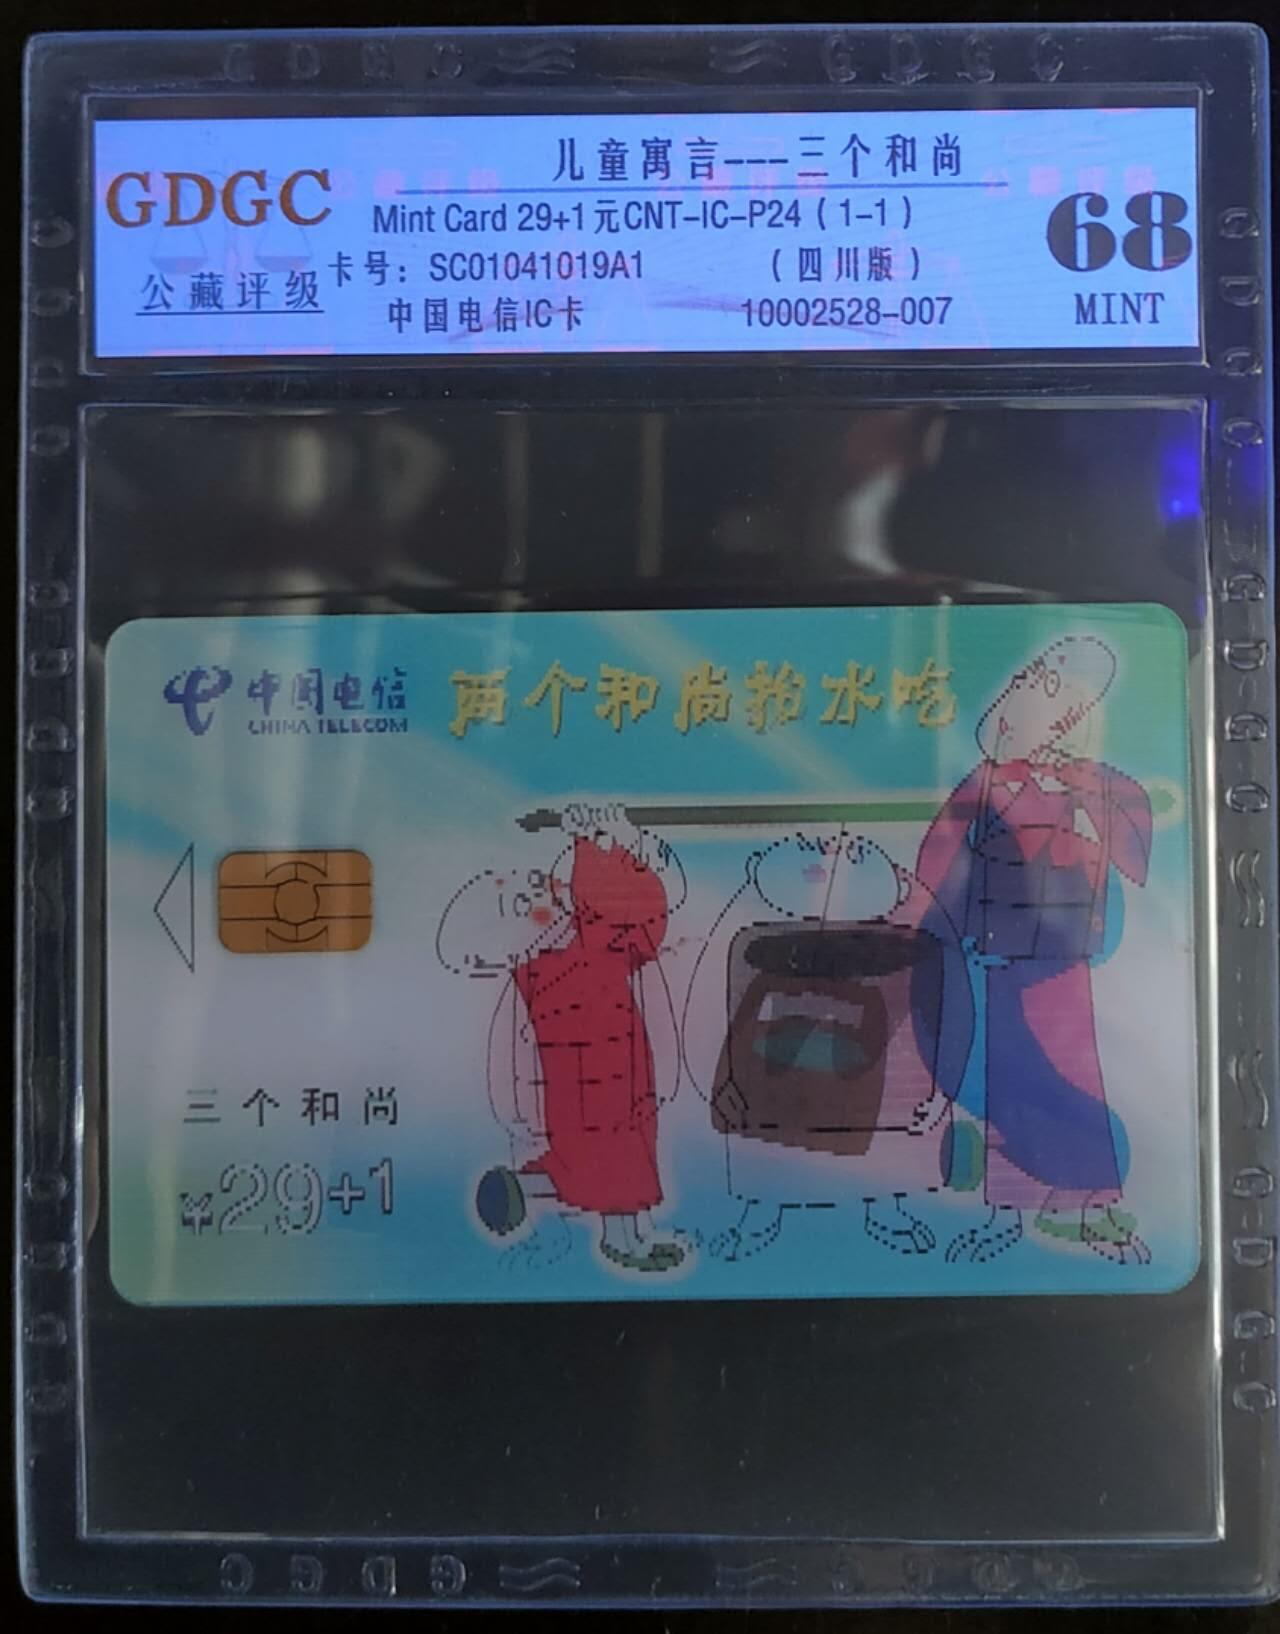 儿童寓言---三个和尚
GDGC
Mint Card 29+1元CNT-IC-P24(1-1)
68
公藏评级
卡号：SC01041019A1 (四川版)
中国电信IC卡 10002528-007
MINT
中国电信
CHINA TELECOM
两个和尚抬水吃
三个和尚
¥29+1